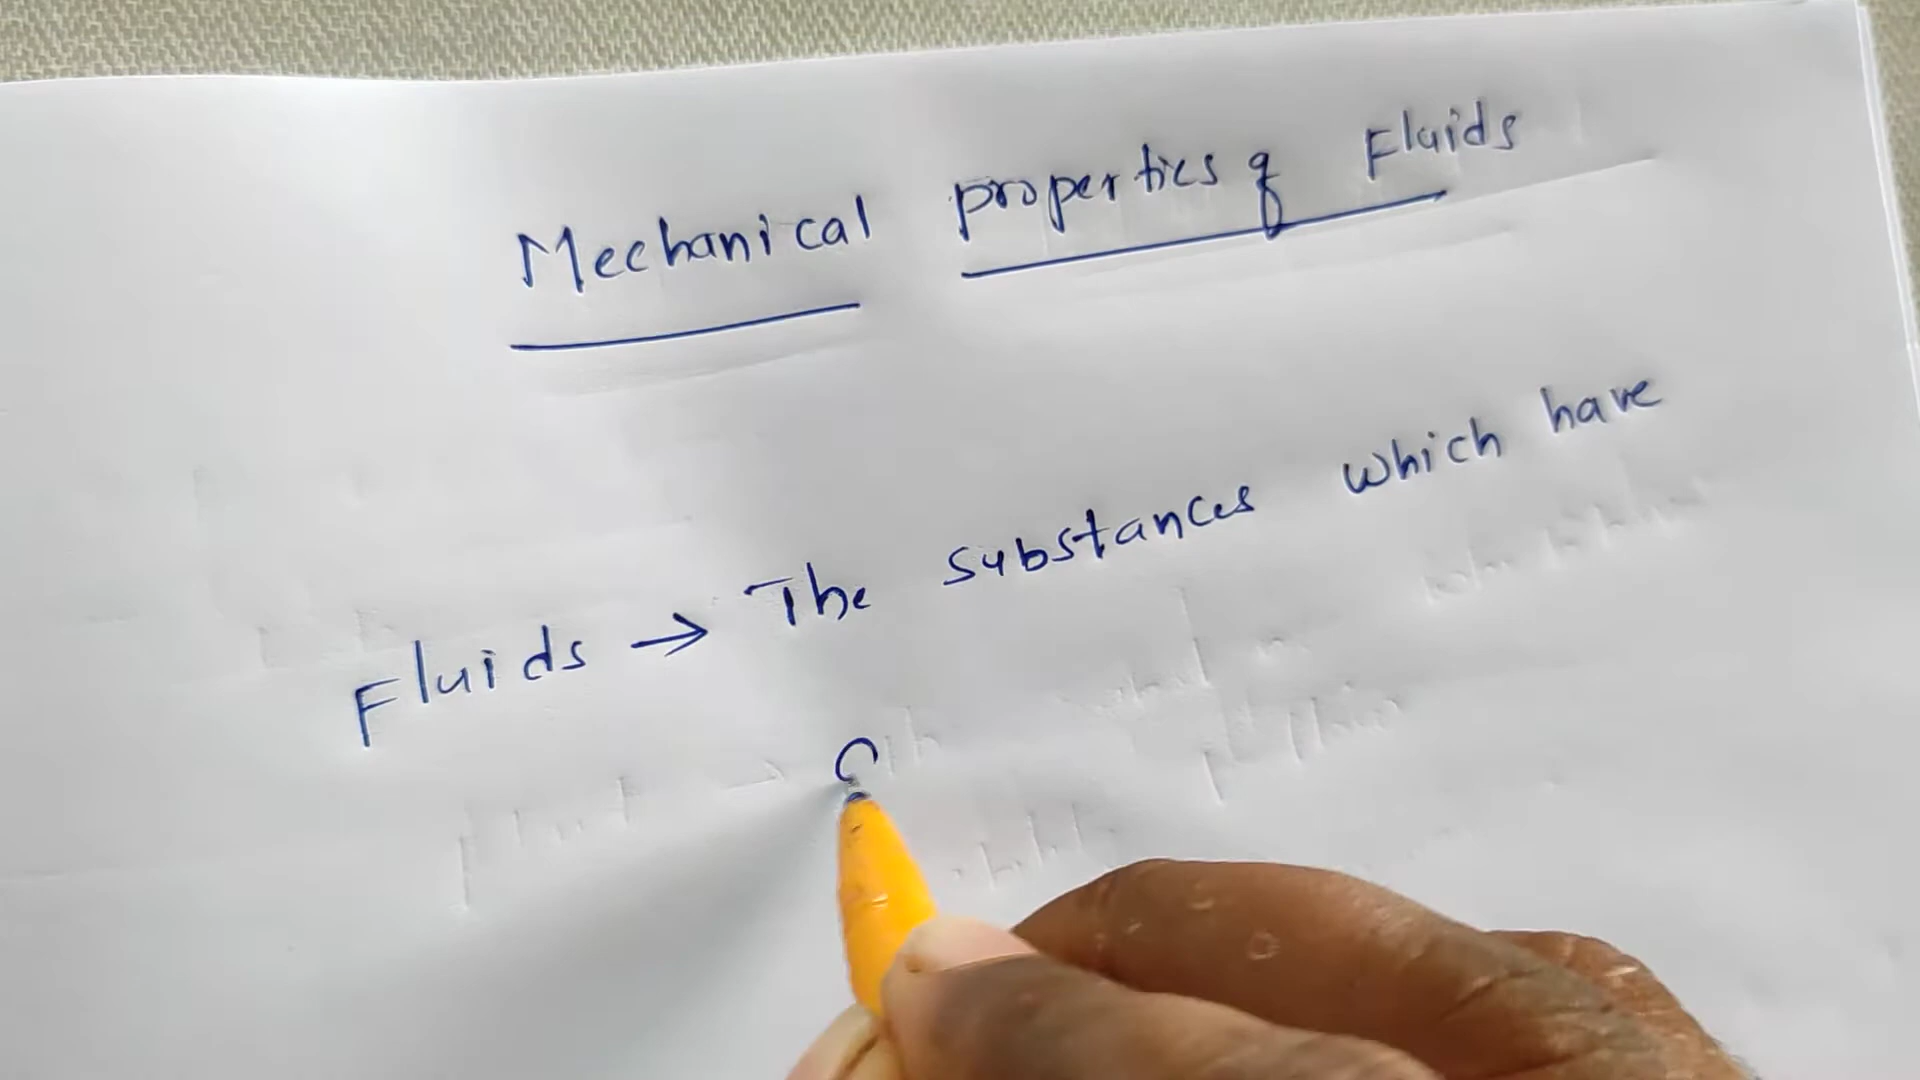 Mechanical properties of Fluids
Fluids → The substances which have